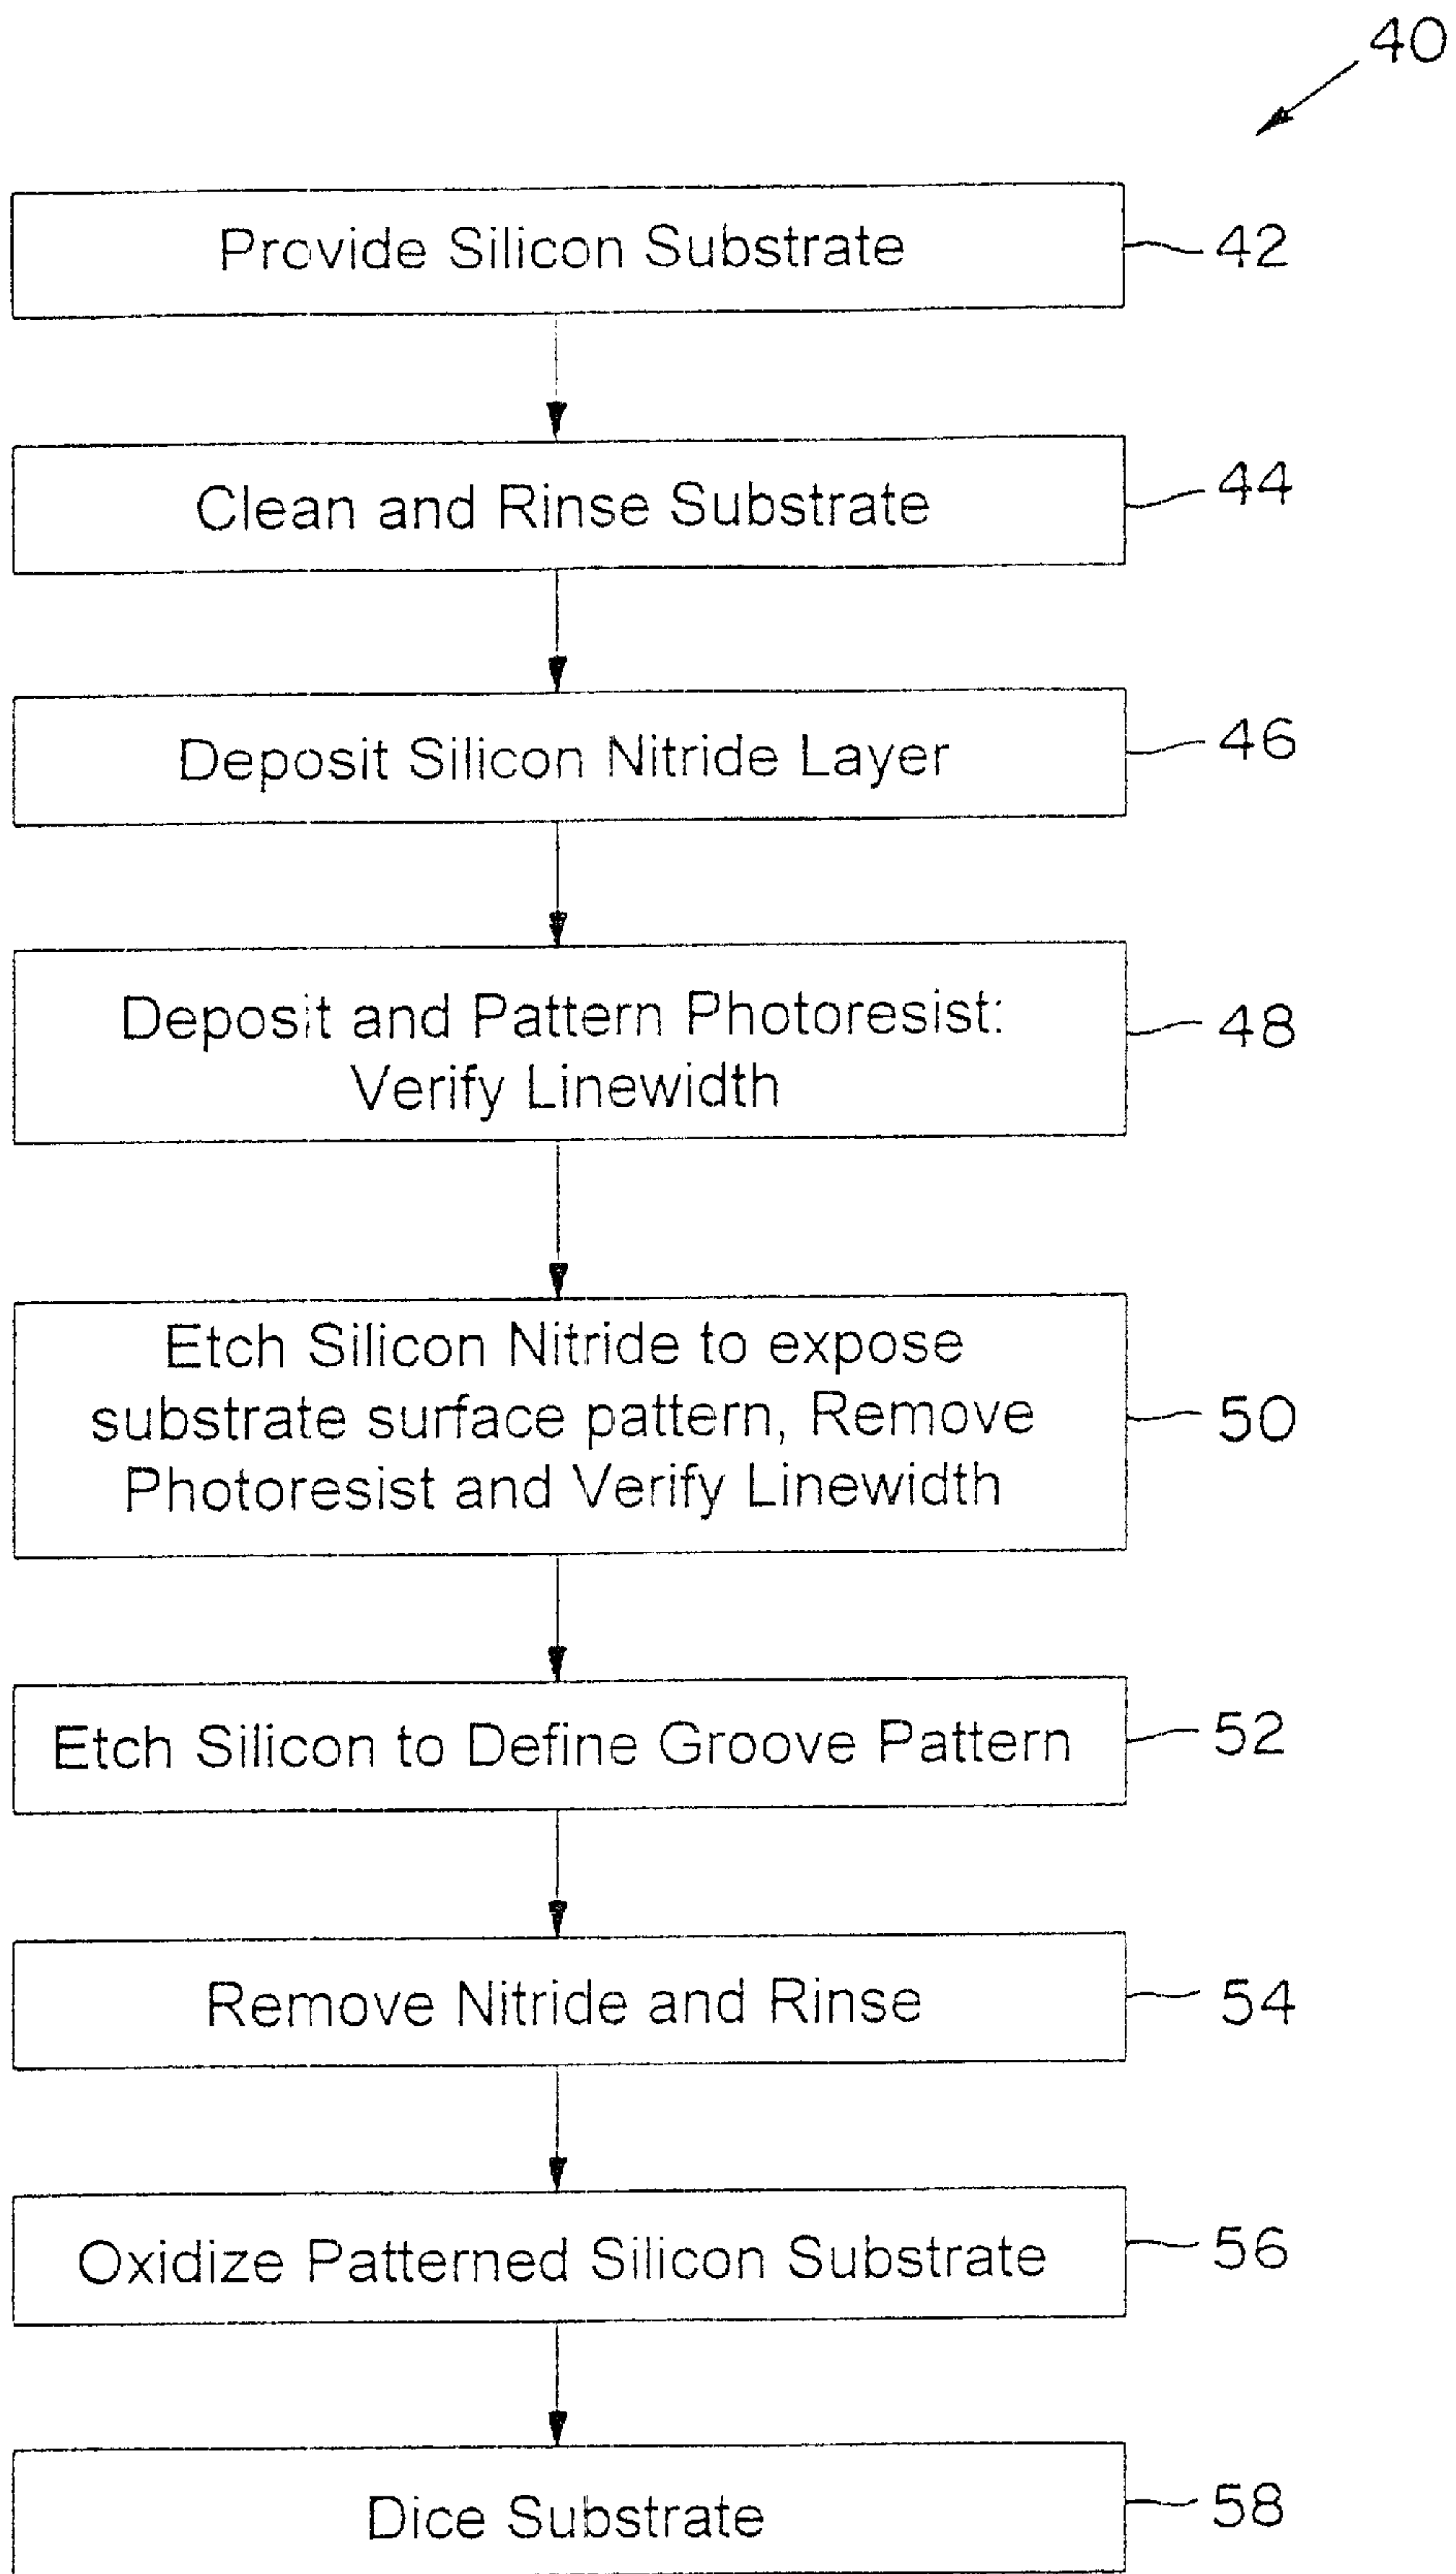 40
Provide Silicon Substrate
42
Clean and Rinse Substrate
44
Deposit Silicon Nitride Layer
46
Deposit and Pattern Photoresist:
Verify Linewidth
48
Etch Silicon Nitride to expose
substrate surface pattern, Remove
Photoresist and Verify Linewidth
50
Etch Silicon to Define Groove Pattern
52
Remove Nitride and Rinse
54
Oxidize Patterned Silicon Substrate
56
Dice Substrate
58